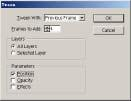 Tween
Tween With: Previous Frame
OK
Frames to Add: 4
Cancel
Layers
All Layers
Selected Layer
Parameters
Position
Opacity
Effects